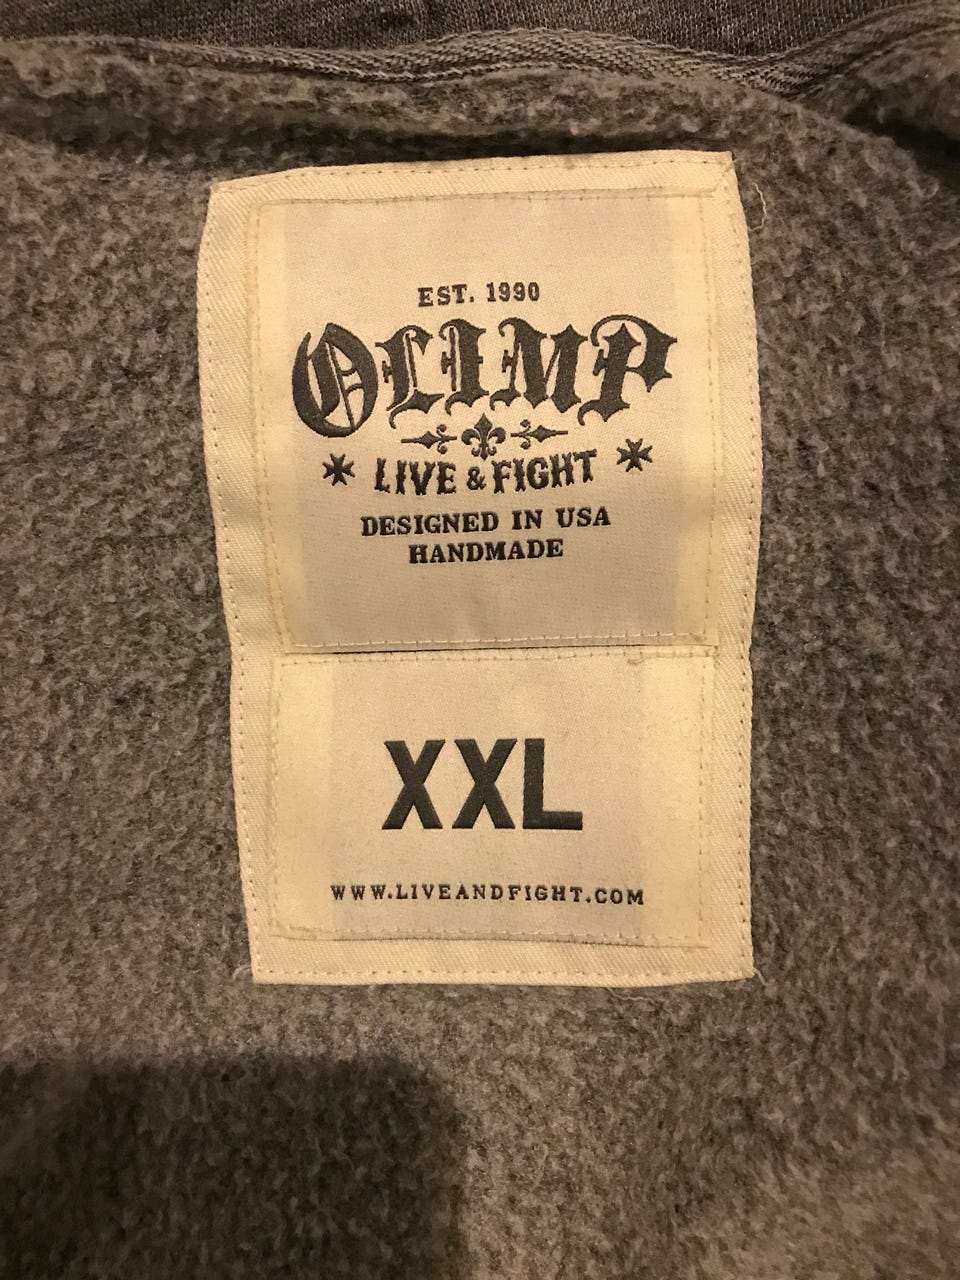 EST. 1990
OLIMP
LIVE & FIGHT
DESIGNED IN USA
HANDMADE
XXL
WWW.LIVEANDFIGHT.COM